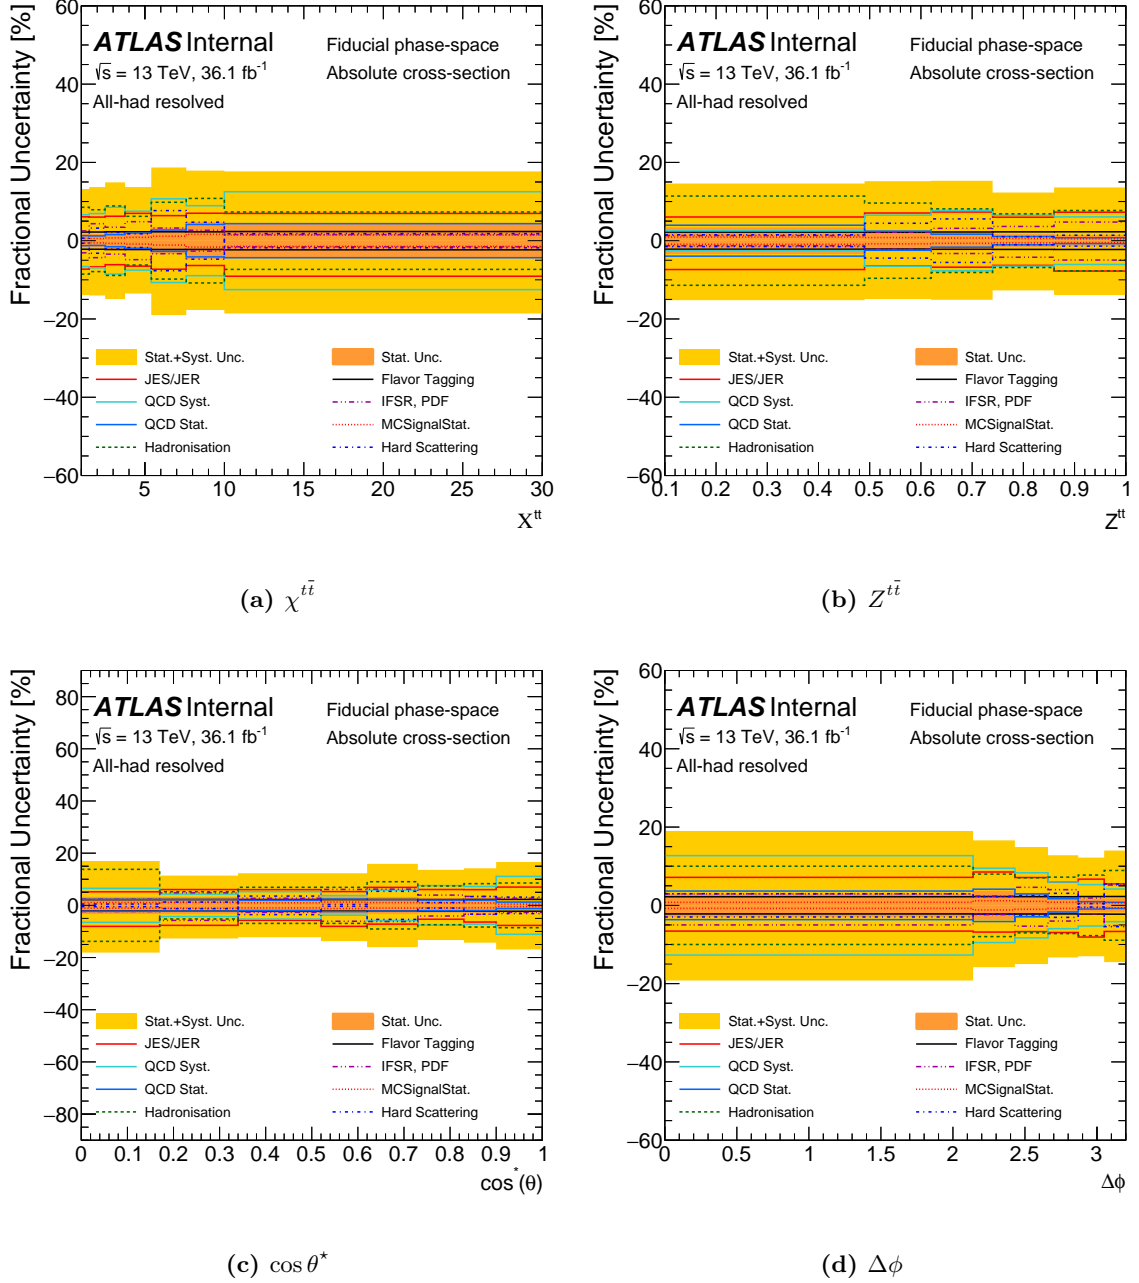 Fractional Uncertainty [%]
60
40
20
0
−20
−40
−60
ATLAS Internal
Fiducial phase-space
√s = 13 TeV, 36.1 fb-1
Absolute cross-section
All-had resolved
Stat.+Syst. Unc.
Stat. Unc.
JES/JER
Flavor Tagging
QCD Syst.
IFSR, PDF
QCD Stat.
MCSignalStat.
Hadronisation
Hard Scattering
5 10 15 20 25 30
χtt
(a) χtt̄
Fractional Uncertainty [%]
60
40
20
0
−20
−40
−60
ATLAS Internal
Fiducial phase-space
√s = 13 TeV, 36.1 fb-1
Absolute cross-section
All-had resolved
Stat.+Syst. Unc.
Stat. Unc.
JES/JER
Flavor Tagging
QCD Syst.
IFSR, PDF
QCD Stat.
MCSignalStat.
Hadronisation
Hard Scattering
0.1 0.2 0.3 0.4 0.5 0.6 0.7 0.8 0.9 1
Ztt
(b) Ztt̄
Fractional Uncertainty [%]
80
60
40
20
0
−20
−40
−60
−80
ATLAS Internal
Fiducial phase-space
√s = 13 TeV, 36.1 fb-1
Absolute cross-section
All-had resolved
Stat.+Syst. Unc.
Stat. Unc.
JES/JER
Flavor Tagging
QCD Syst.
IFSR, PDF
QCD Stat.
MCSignalStat.
Hadronisation
Hard Scattering
0 0.1 0.2 0.3 0.4 0.5 0.6 0.7 0.8 0.9 1
cos*(θ)
(c) cos θ⋆
Fractional Uncertainty [%]
60
40
20
0
−20
−40
−60
ATLAS Internal
Fiducial phase-space
√s = 13 TeV, 36.1 fb-1
Absolute cross-section
All-had resolved
Stat.+Syst. Unc.
Stat. Unc.
JES/JER
Flavor Tagging
QCD Syst.
IFSR, PDF
QCD Stat.
MCSignalStat.
Hadronisation
Hard Scattering
0 0.5 1 1.5 2 2.5 3
Δφ
(d) Δφ